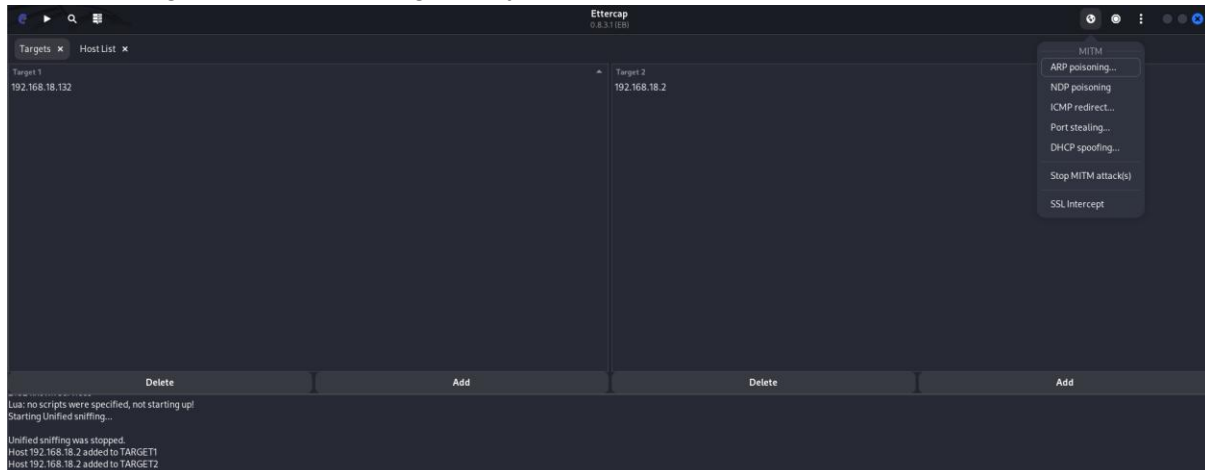 Ettercap
0.8.3.1 (EB)
Targets ×
Host List ×
MITM
ARP poisoning...
NDP poisoning
ICMP redirect...
Port stealing...
DHCP spoofing...
Stop MITM attack(s)
SSL Intercept
Target 1
192.168.18.132
Target 2
192.168.18.2
Delete
Add
Delete
Add
Lua: no scripts were specified, not starting up!
Starting Unified sniffing...
Unified sniffing was stopped.
Host 192.168.18.2 added to TARGET1
Host 192.168.18.2 added to TARGET2